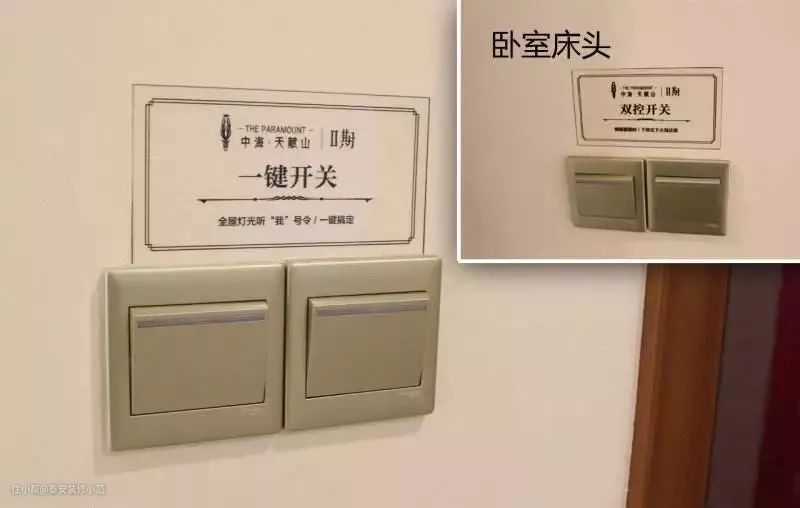 THE PARAMOUNT
中海·天赋山
II期
一键开关
全屋灯光听“我”号令/一键搞定
卧室床头
THE PARAMOUNT
中海·天赋山
II期
双控开关
住小帮@泰安装修小范